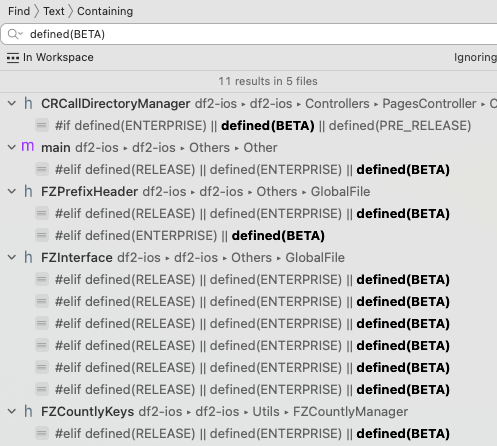 Find > Text > Containing
defined(BETA)
In Workspace Ignoring
11 results in 5 files
h CRCallDirectoryManager df2-ios ▸ df2-ios ▸ Controllers ▸ PagesController ▸ C
#if defined(ENTERPRISE) || defined(BETA) || defined(PRE_RELEASE)
m main df2-ios ▸ df2-ios ▸ Others ▸ Other
#elif defined(RELEASE) || defined(ENTERPRISE) || defined(BETA)
h FZPrefixHeader df2-ios ▸ df2-ios ▸ Others ▸ GlobalFile
#elif defined(RELEASE) || defined(ENTERPRISE) || defined(BETA)
#elif defined(ENTERPRISE) || defined(BETA)
h FZInterface df2-ios ▸ df2-ios ▸ Others ▸ GlobalFile
#elif defined(RELEASE) || defined(ENTERPRISE) || defined(BETA)
#elif defined(RELEASE) || defined(ENTERPRISE) || defined(BETA)
#elif defined(RELEASE) || defined(ENTERPRISE) || defined(BETA)
#elif defined(RELEASE) || defined(ENTERPRISE) || defined(BETA)
#elif defined(RELEASE) || defined(ENTERPRISE) || defined(BETA)
#elif defined(RELEASE) || defined(ENTERPRISE) || defined(BETA)
h FZCountlyKeys df2-ios ▸ df2-ios ▸ Utils ▸ FZCountlyManager
#elif defined(RELEASE) || defined(ENTERPRISE) || defined(BETA)